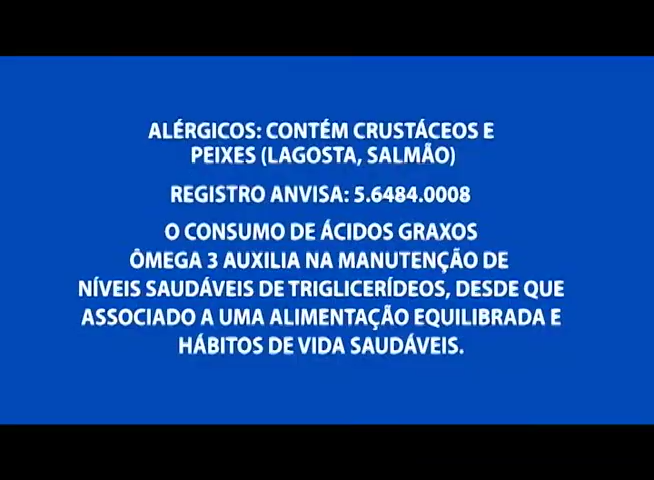 ALÉRGICOS: CONTÉM CRUSTÁCEOS E
PEIXES (LAGOSTA, SALMÃO)
REGISTRO ANVISA: 5.6484.0008
O CONSUMO DE ÁCIDOS GRAXOS
ÔMEGA 3 AUXILIA NA MANUTENÇÃO DE
NÍVEIS SAUDÁVEIS DE TRIGLICERÍDEOS, DESDE QUE
ASSOCIADO A UMA ALIMENTAÇÃO EQUILIBRADA E
HÁBITOS DE VIDA SAUDÁVEIS.